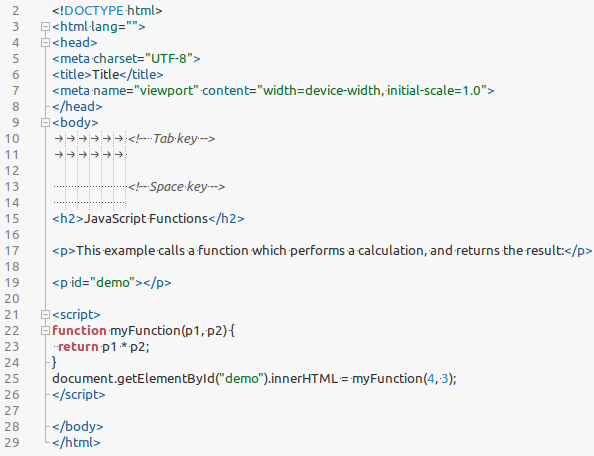 2 <!DOCTYPE html>
3 <html lang="">
4 <head>
5 <meta charset="UTF-8">
6 <title>Title</title>
7 <meta name="viewport" content="width=device-width, initial-scale=1.0">
8 </head>
9 <body>
10 →→→→→→<!-- Tab key -->
11 →→→→→→
12
13 <!-- Space key -->
14
15 <h2>JavaScript Functions</h2>
16
17 <p>This example calls a function which performs a calculation, and returns the result:</p>
18
19 <p id="demo"></p>
20
21 <script>
22 function myFunction(p1, p2) {
23   return p1 * p2;
24 }
25 document.getElementById("demo").innerHTML = myFunction(4, 3);
26 </script>
27
28 </body>
29 </html>